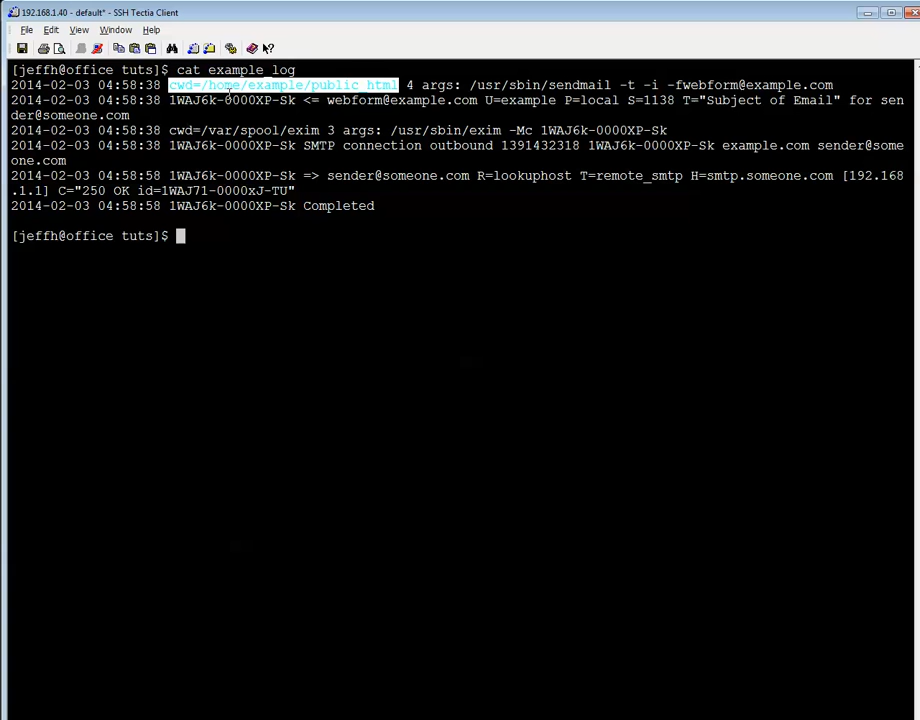 192.168.1.40 - default* - SSH Tectia Client
File Edit View Window Help
[jeffh@office tuts]$ cat example_log
2014-02-03 04:58:38 cwd=/home/example/public_html 4 args: /usr/sbin/sendmail -t -i -fwebform@example.com
2014-02-03 04:58:38 1WAJ6k-0000XP-Sk <= webform@example.com U=example P=local S=1138 T="Subject of Email" for sen
der@someone.com
2014-02-03 04:58:38 cwd=/var/spool/exim 3 args: /usr/sbin/exim -Mc 1WAJ6k-0000XP-Sk
2014-02-03 04:58:38 1WAJ6k-0000XP-Sk SMTP connection outbound 1391432318 1WAJ6k-0000XP-Sk example.com sender@some
one.com
2014-02-03 04:58:58 1WAJ6k-0000XP-Sk => sender@someone.com R=lookuphost T=remote_smtp H=smtp.someone.com [192.168
.1.1] C="250 OK id=1WAJ71-0000xJ-TU"
2014-02-03 04:58:58 1WAJ6k-0000XP-Sk Completed
[jeffh@office tuts]$